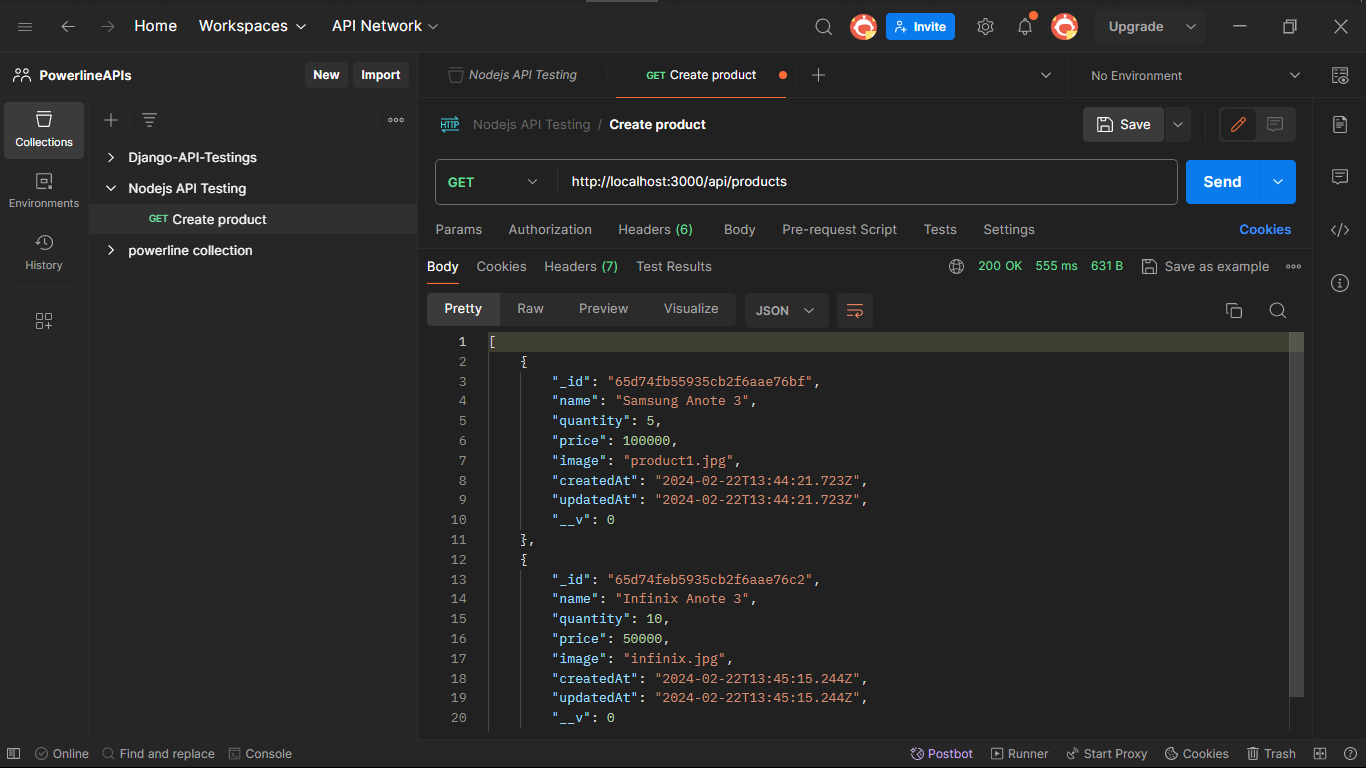 Home Workspaces API Network Invite Upgrade
PowerlineAPIs New Import Nodejs API Testing GET Create product No Environment
Collections
Environments
History
Django-API-Testings
Nodejs API Testing
GET Create product
powerline collection
HTTP Nodejs API Testing / Create product Save
GET http://localhost:3000/api/products Send
Params Authorization Headers (6) Body Pre-request Script Tests Settings Cookies
Body Cookies Headers (7) Test Results 200 OK 555 ms 631 B Save as example
Pretty Raw Preview Visualize JSON
1 [
2 {
3 "_id": "65d74fb55935cb2f6aae76bf",
4 "name": "Samsung Anote 3",
5 "quantity": 5,
6 "price": 100000,
7 "image": "product1.jpg",
8 "createdAt": "2024-02-22T13:44:21.723Z",
9 "updatedAt": "2024-02-22T13:44:21.723Z",
10 "__v": 0
11 },
12 {
13 "_id": "65d74feb5935cb2f6aae76c2",
14 "name": "Infinix Anote 3",
15 "quantity": 10,
16 "price": 50000,
17 "image": "infinix.jpg",
18 "createdAt": "2024-02-22T13:45:15.244Z",
19 "updatedAt": "2024-02-22T13:45:15.244Z",
20 "__v": 0
Online Find and replace Console Postbot Runner Start Proxy Cookies Trash